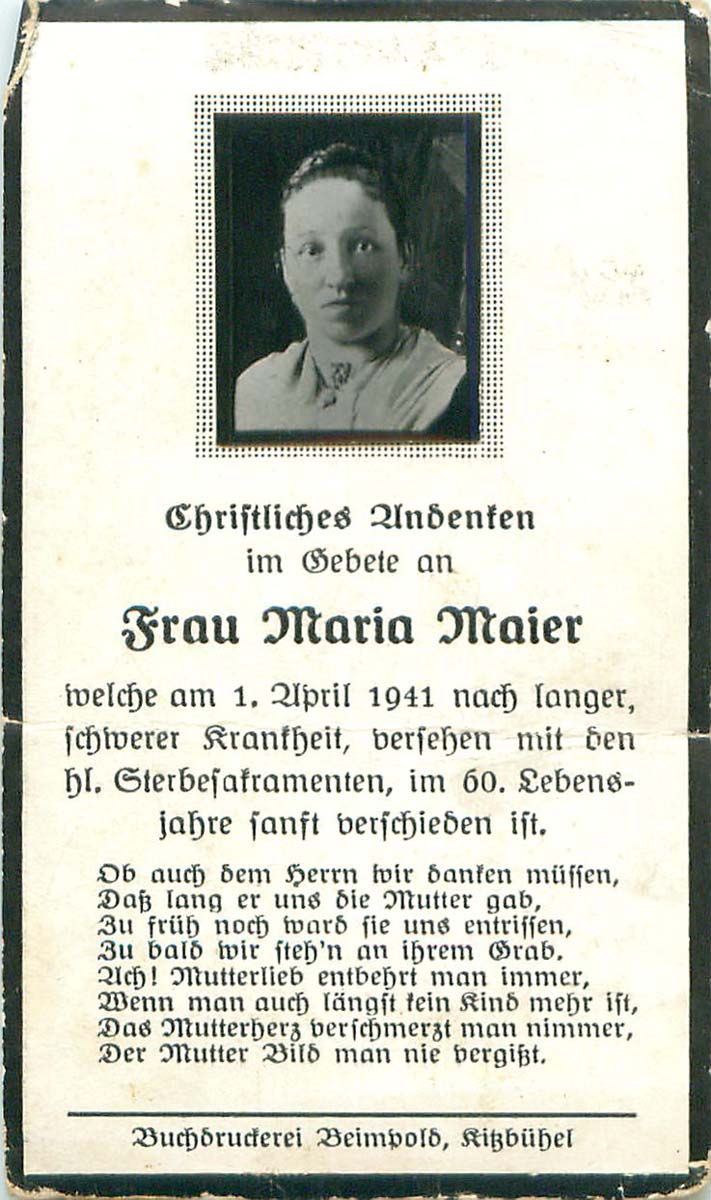 Christliches Andenken
im Gebete an
Frau Maria Maier
welche am 1. April 1941 nach langer,
schwerer Krankheit, versehen mit den
hl. Sterbesakramenten, im 60. Lebens-
jahre sanft verschieden ist.
Ob auch dem Herrn wir danken müssen,
Daß lang er uns die Mutter gab,
Zu früh noch ward sie uns entrissen,
Zu bald wir steh'n an ihrem Grab.
Ach! Mutterlieb entbehrt man immer,
Wenn man auch längst kein Kind mehr ist,
Das Mutterherz verschmerzt man nimmer,
Der Mutter Bild man nie vergißt.
Buchdruckerei Beimpold, Kitzbühel